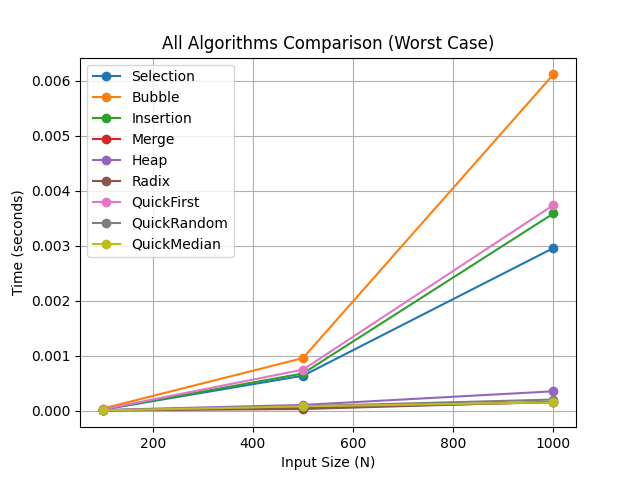 All Algorithms Comparison (Worst Case)
Selection
Bubble
Insertion
Merge
Heap
Radix
QuickFirst
QuickRandom
QuickMedian
0.006
0.005
0.004
0.003
0.002
0.001
0.000
Time (seconds)
200 400 600 800 1000
Input Size (N)